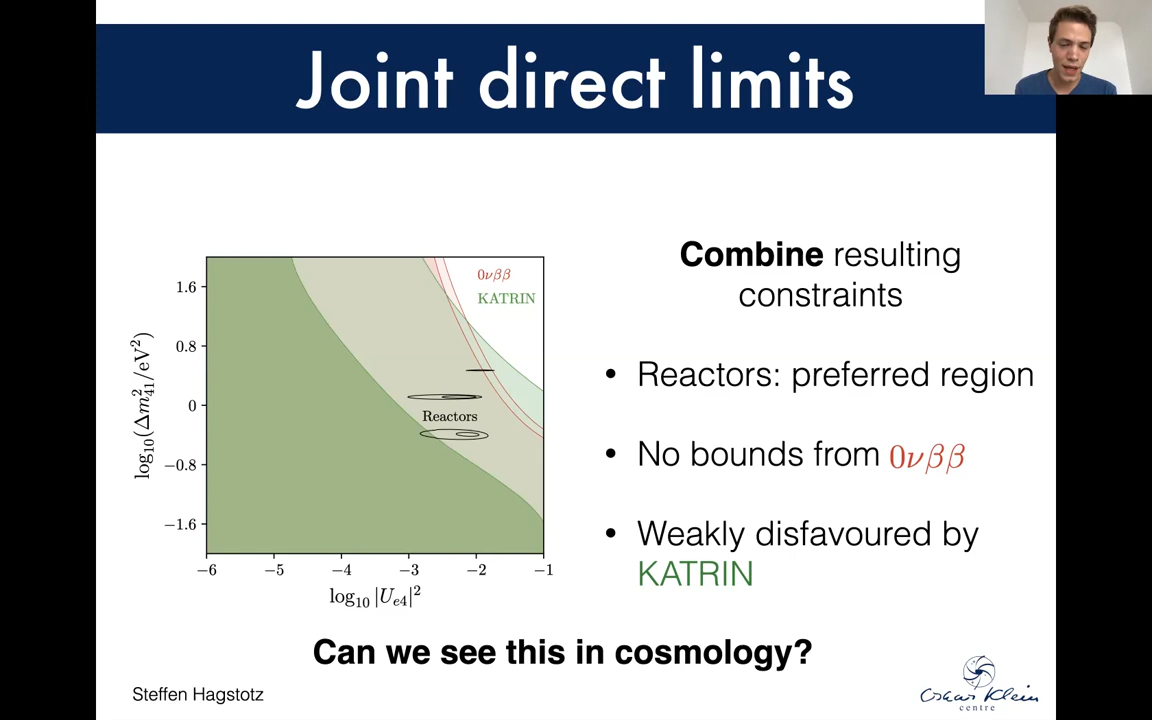 Joint direct limits
Combine resulting
constraints
• Reactors: preferred region
• No bounds from 0νββ
• Weakly disfavoured by
KATRIN
0νββ
KATRIN
Reactors
log₁₀(Δm²₄₁/eV²)
1.6
0.8
0
−0.8
−1.6
−6 −5 −4 −3 −2 −1
log₁₀ |Uₑ₄|²
Can we see this in cosmology?
Steffen Hagstotz
Oskar Klein
centre